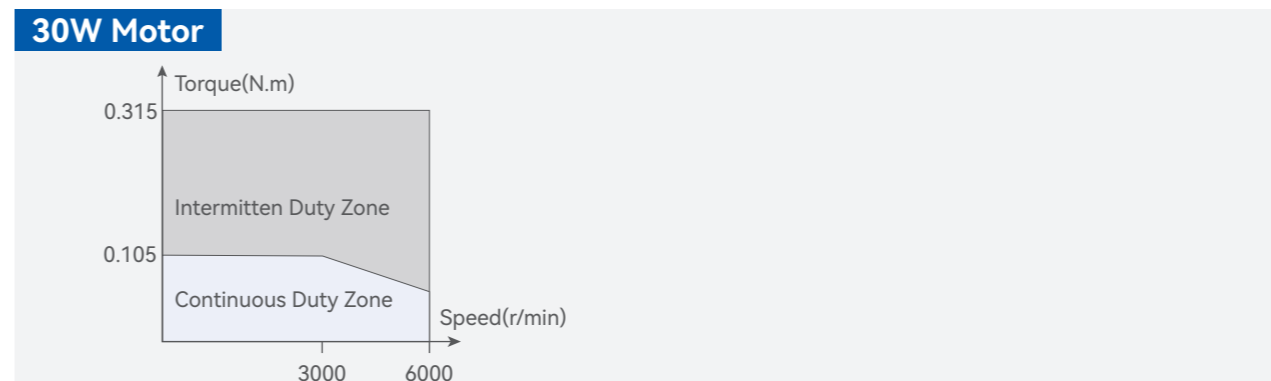 30W Motor
Torque(N.m)
0.315
Intermitten Duty Zone
0.105
Continuous Duty Zone
Speed(r/min)
3000 6000